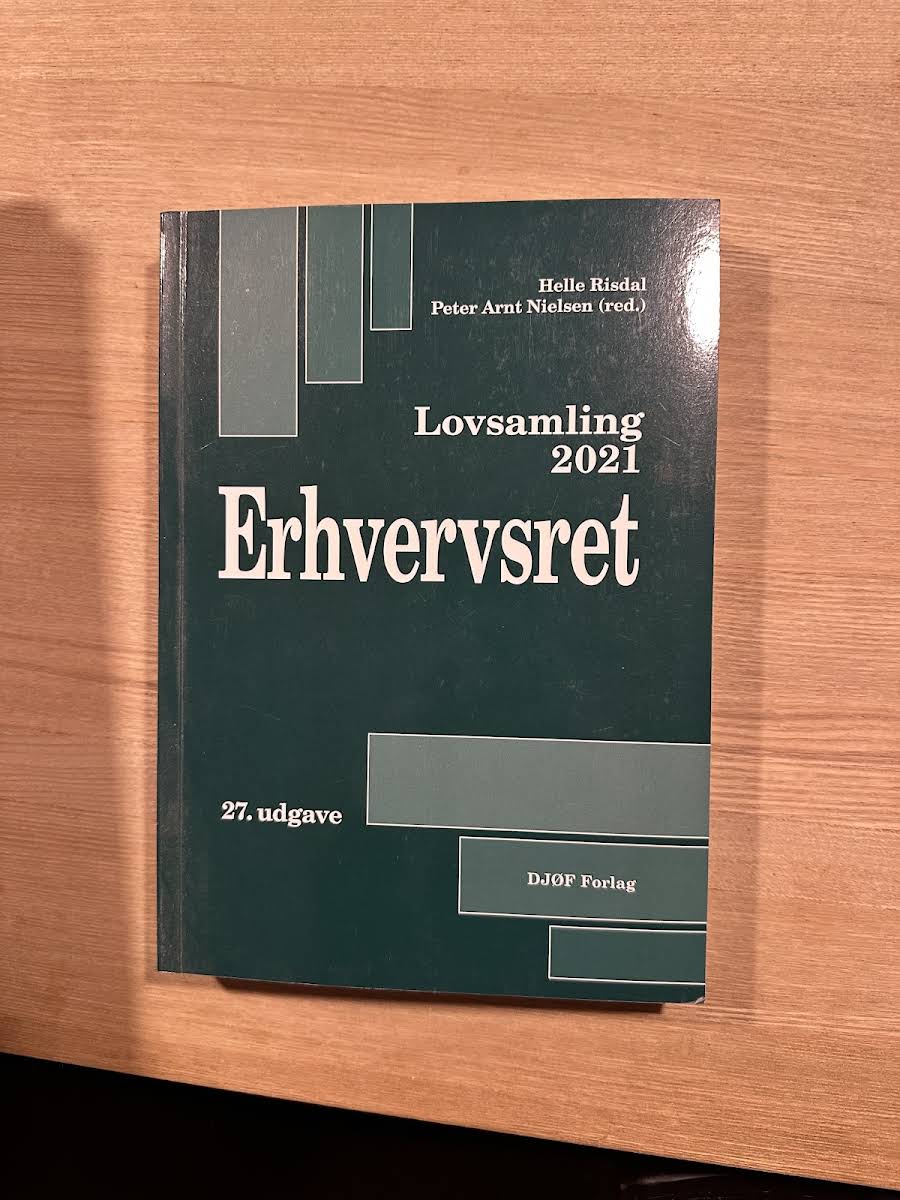 Helle Risdal
Peter Arnt Nielsen (red.)
Lovsamling
2021
Erhvervsret
27. udgave
DJØF Forlag